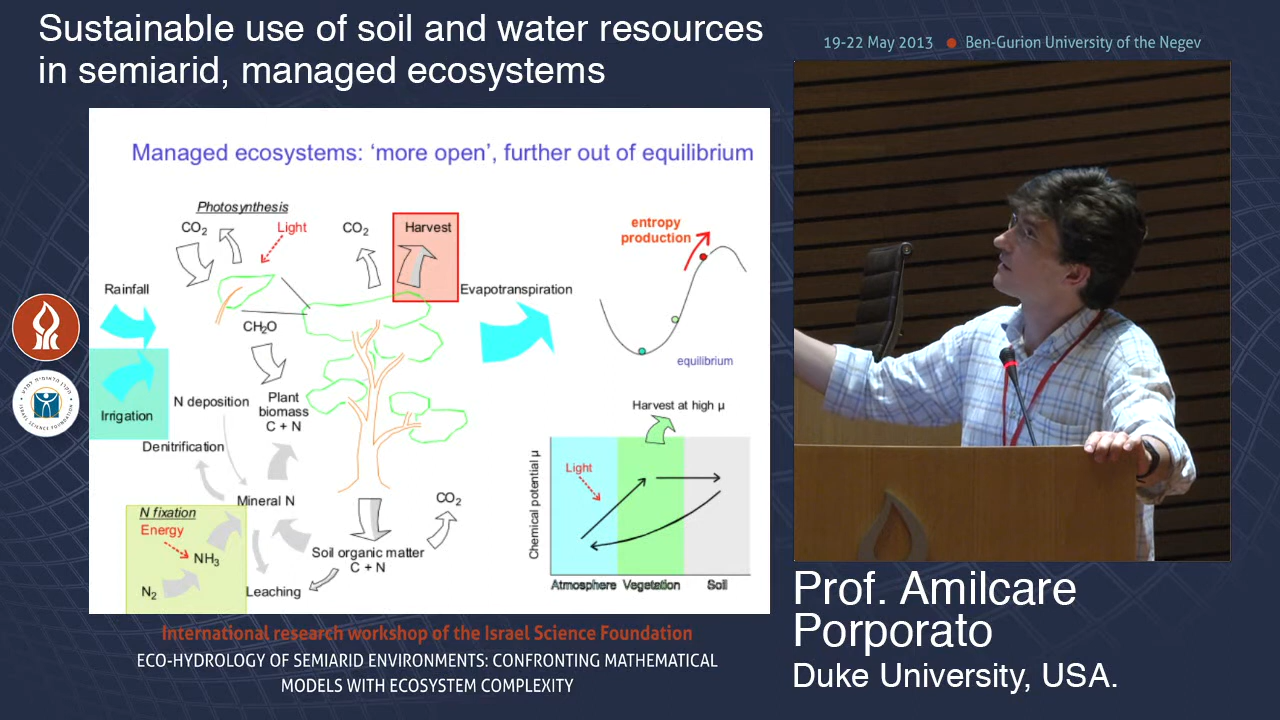 Sustainable use of soil and water resources
in semiarid, managed ecosystems
19-22 May 2013 ● Ben-Gurion University of the Negev
Managed ecosystems: ‘more open’, further out of equilibrium
Photosynthesis
CO2
Light
CO2
Harvest
Rainfall
Evapotranspiration
CH2O
Irrigation
N deposition
Plant
biomass
C + N
Denitrification
Mineral N
N fixation
Energy
NH3
N2
Leaching
Soil organic matter
C + N
CO2
entropy
production
equilibrium
Harvest at high μ
Chemical potential μ
Light
Atmosphere Vegetation Soil
Prof. Amilcare
Porporato
Duke University, USA.
International research workshop of the Israel Science Foundation
ECO-HYDROLOGY OF SEMIARID ENVIRONMENTS: CONFRONTING MATHEMATICAL
MODELS WITH ECOSYSTEM COMPLEXITY